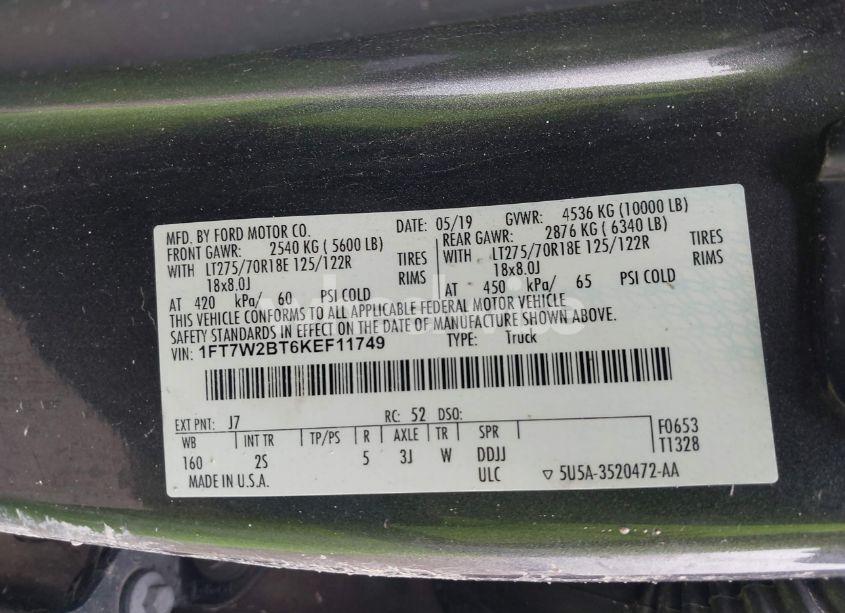 MFD. BY FORD MOTOR CO. DATE: 05/19 GVWR: 4536 KG (10000 LB)
FRONT GAWR: 2540 KG ( 5600 LB) REAR GAWR: 2876 KG ( 6340 LB)
WITH LT275/70R18E 125/122R TIRES WITH LT275/70R18E 125/122R TIRES
18x8.0J RIMS 18x8.0J RIMS
AT 420 kPa/ 60 PSI COLD AT 450 kPa/ 65 PSI COLD
THIS VEHICLE CONFORMS TO ALL APPLICABLE FEDERAL MOTOR VEHICLE
SAFETY STANDARDS IN EFFECT ON THE DATE OF MANUFACTURE SHOWN ABOVE.
VIN: 1FT7W2BT6KEF11749 TYPE: Truck
EXT PNT: J7 RC: 52 DSO: F0653
WB INT TR TP/PS R AXLE TR SPR T1328
160 2S 5 3J W DDJJ
MADE IN U.S.A. ULC ▽ 5U5A-3520472-AA